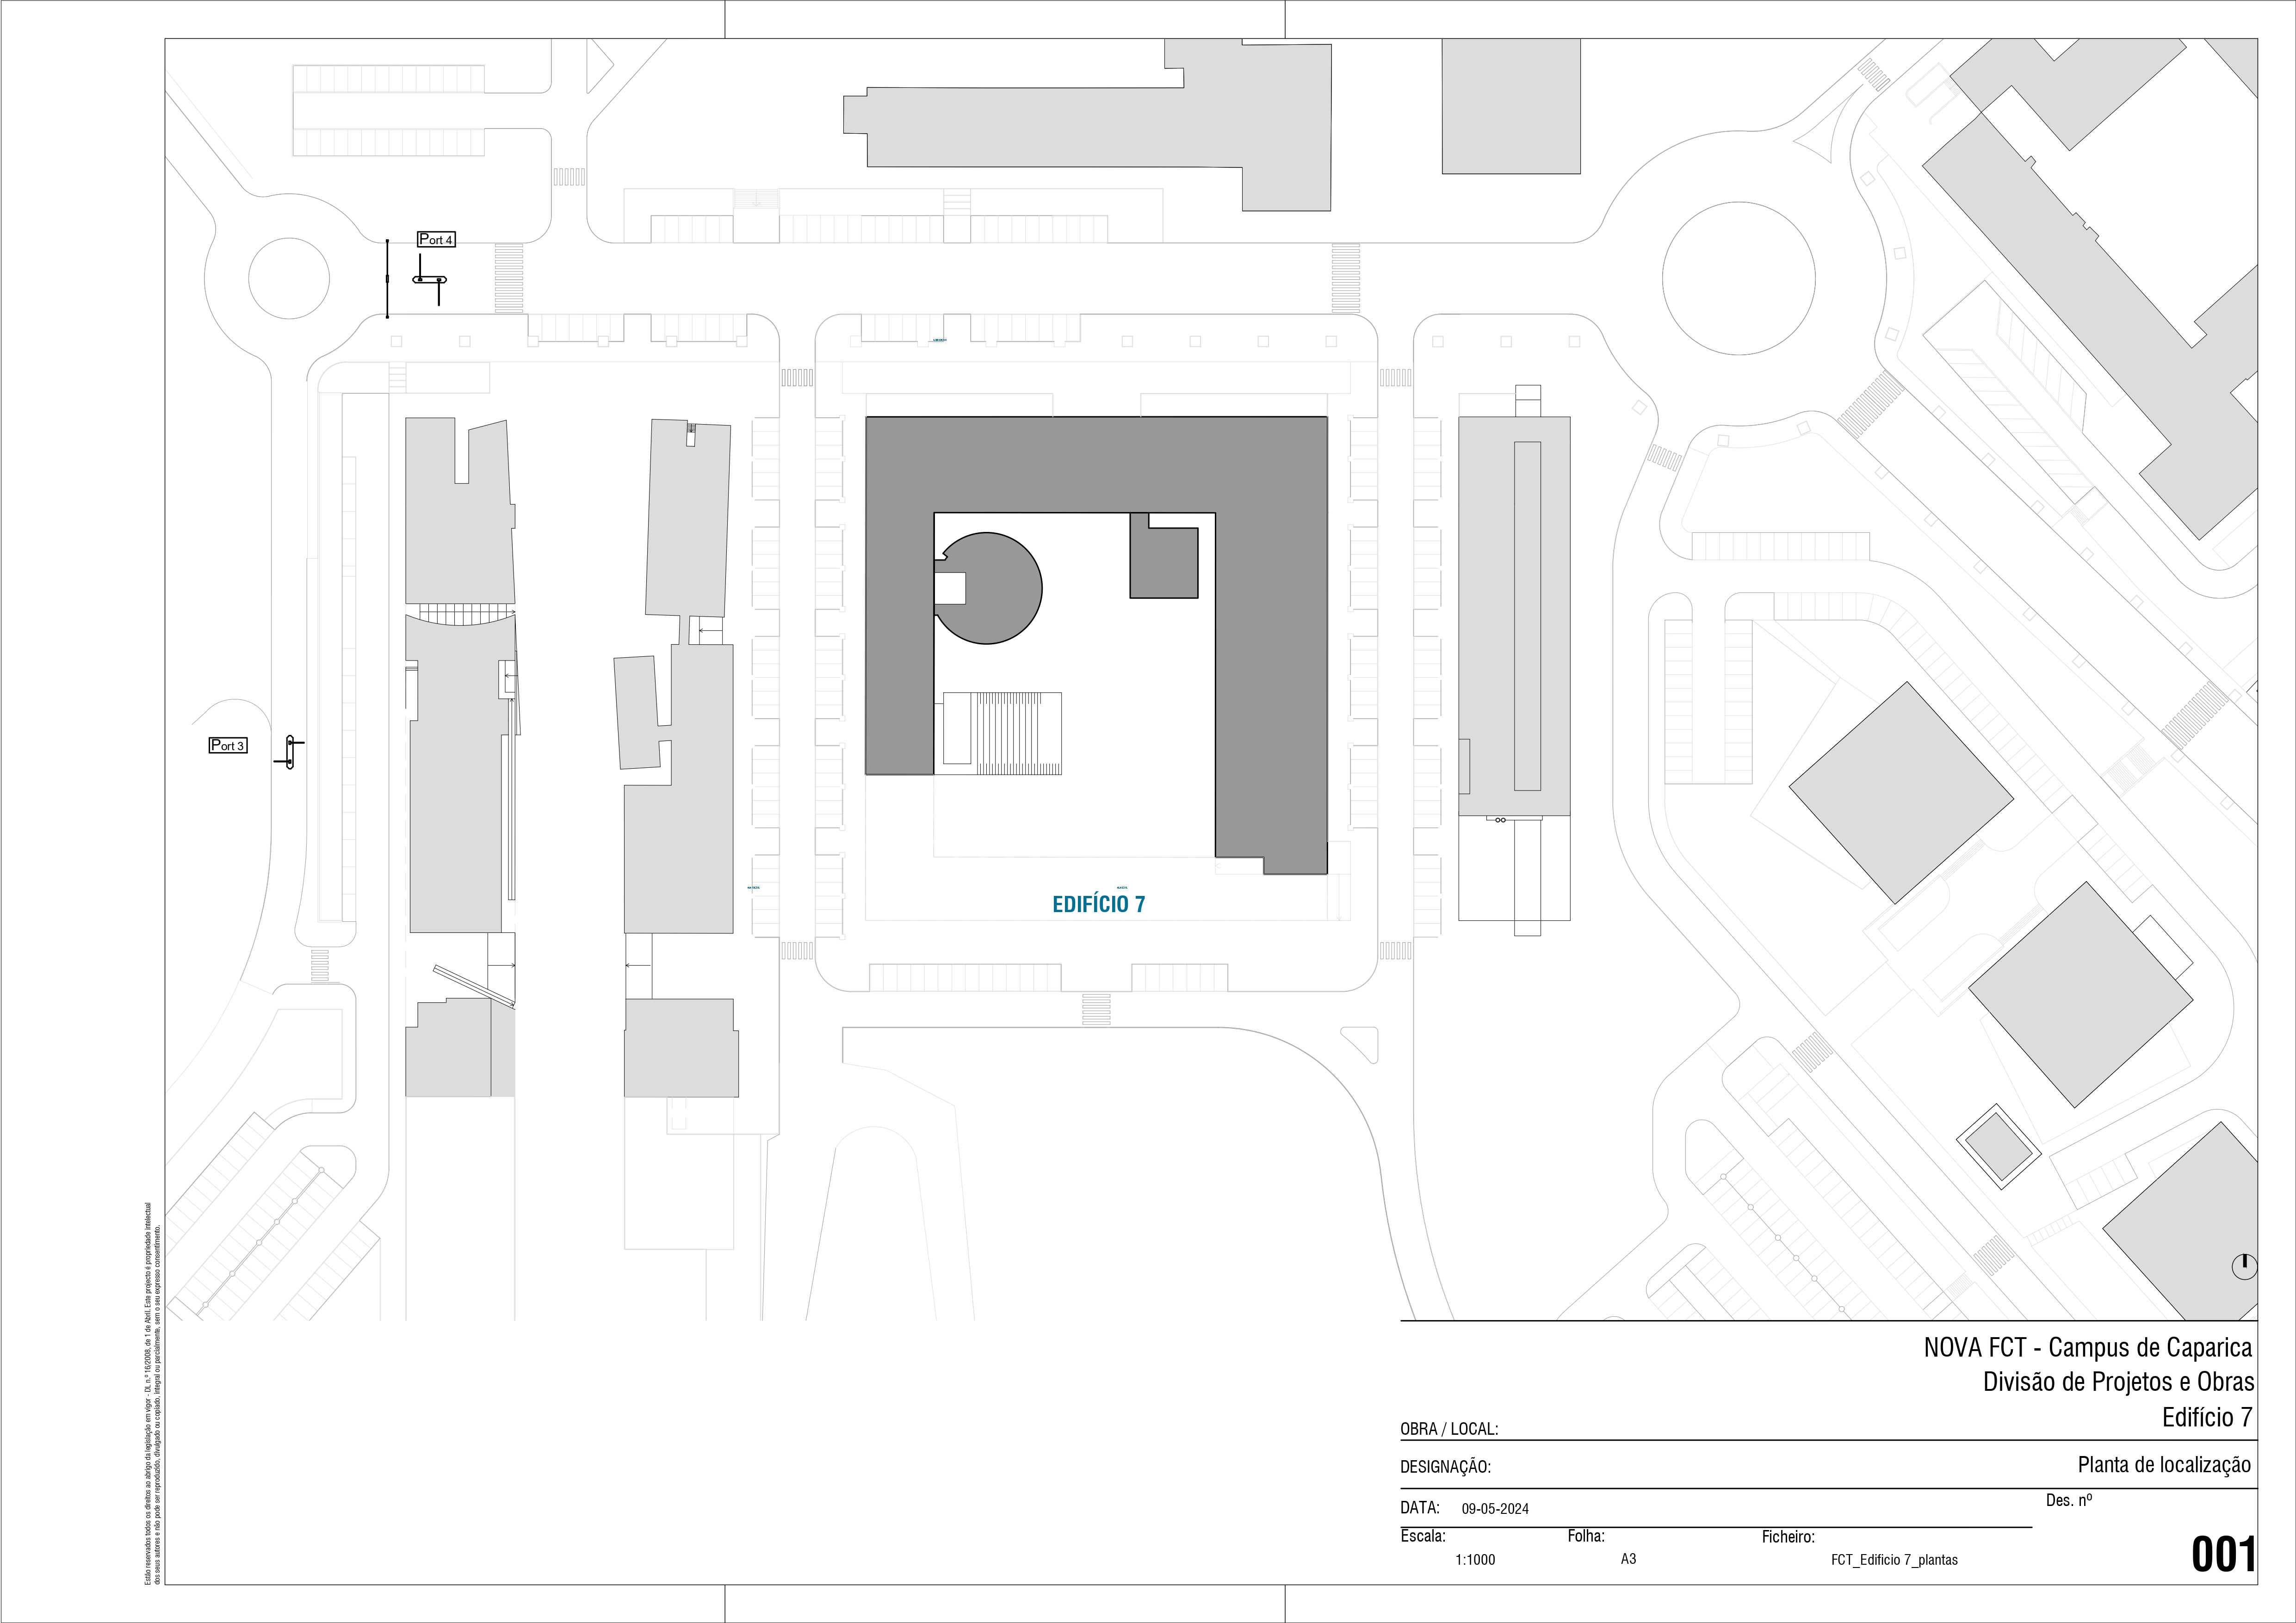 Port 4
Port 3
EDIFÍCIO 7
Estão reservados todos os direitos ao abrigo da legislação em vigor - DL n.º 16/2008, de 1 de Abril. Este projecto é propriedade intelectual
dos seus autores e não pode ser reproduzido, divulgado ou copiado, integral ou parcialmente, sem o seu expresso consentimento.
NOVA FCT - Campus de Caparica
Divisão de Projetos e Obras
Edifício 7
OBRA / LOCAL:
DESIGNAÇÃO:
Planta de localização
DATA: 09-05-2024
Des. nº
Escala: Folha: Ficheiro:
1:1000 A3 FCT_Edificio 7_plantas
001